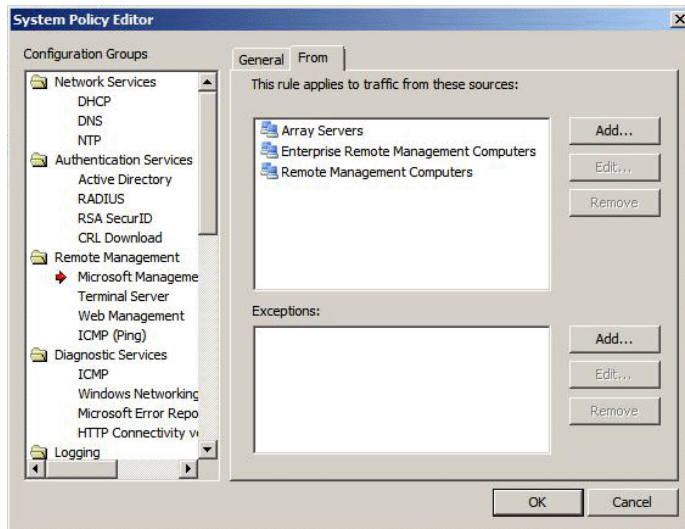 System Policy Editor
Configuration Groups
Network Services
DHCP
DNS
NTP
Authentication Services
Active Directory
RADIUS
RSA SecurID
CRL Download
Remote Management
Microsoft Manageme
Terminal Server
Web Management
ICMP (Ping)
Diagnostic Services
ICMP
Windows Networking
Microsoft Error Repo
HTTP Connectivity ve
Logging
General From
This rule applies to traffic from these sources:
Array Servers
Enterprise Remote Management Computers
Remote Management Computers
Add...
Edit...
Remove
Exceptions:
Add...
Edit...
Remove
OK Cancel